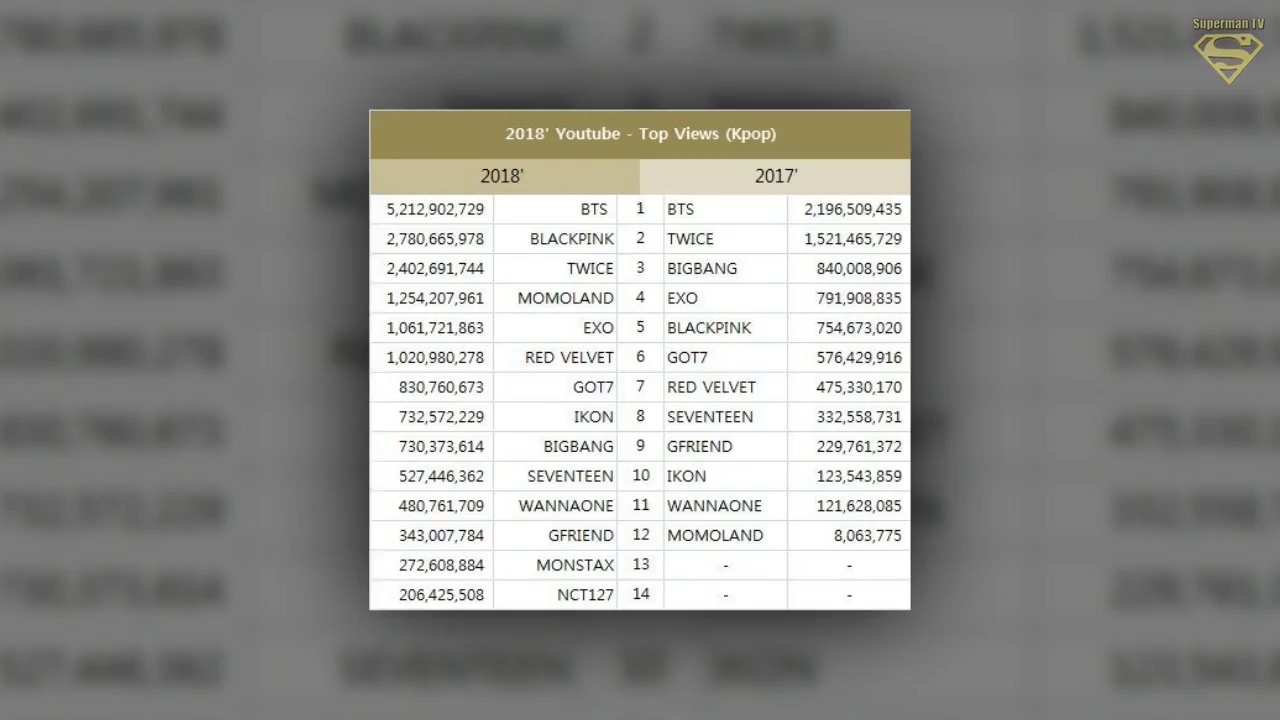 Superman TV
2018' Youtube - Top Views (Kpop)
2018' 2017'
5,212,902,729 BTS 1 BTS 2,196,509,435
2,780,665,978 BLACKPINK 2 TWICE 1,521,465,729
2,402,691,744 TWICE 3 BIGBANG 840,008,906
1,254,207,961 MOMOLAND 4 EXO 791,908,835
1,061,721,863 EXO 5 BLACKPINK 754,673,020
1,020,980,278 RED VELVET 6 GOT7 576,429,916
830,760,673 GOT7 7 RED VELVET 475,330,170
732,572,229 IKON 8 SEVENTEEN 332,558,731
730,373,614 BIGBANG 9 GFRIEND 229,761,372
527,446,362 SEVENTEEN 10 IKON 123,543,859
480,761,709 WANNAONE 11 WANNAONE 121,628,085
343,007,784 GFRIEND 12 MOMOLAND 8,063,775
272,608,884 MONSTAX 13 - -
206,425,508 NCT127 14 - -